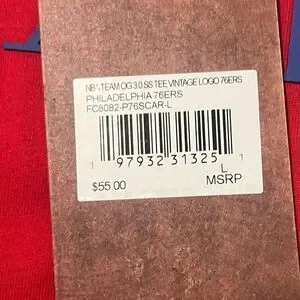 NBA TEAM OG 3.0 SS TEE VINTAGE LOGO 76ERS
PHILADELPHIA 76ERS
FC8082-P76SCAR-L
1 97932 31325 1
L
$55.00 MSRP